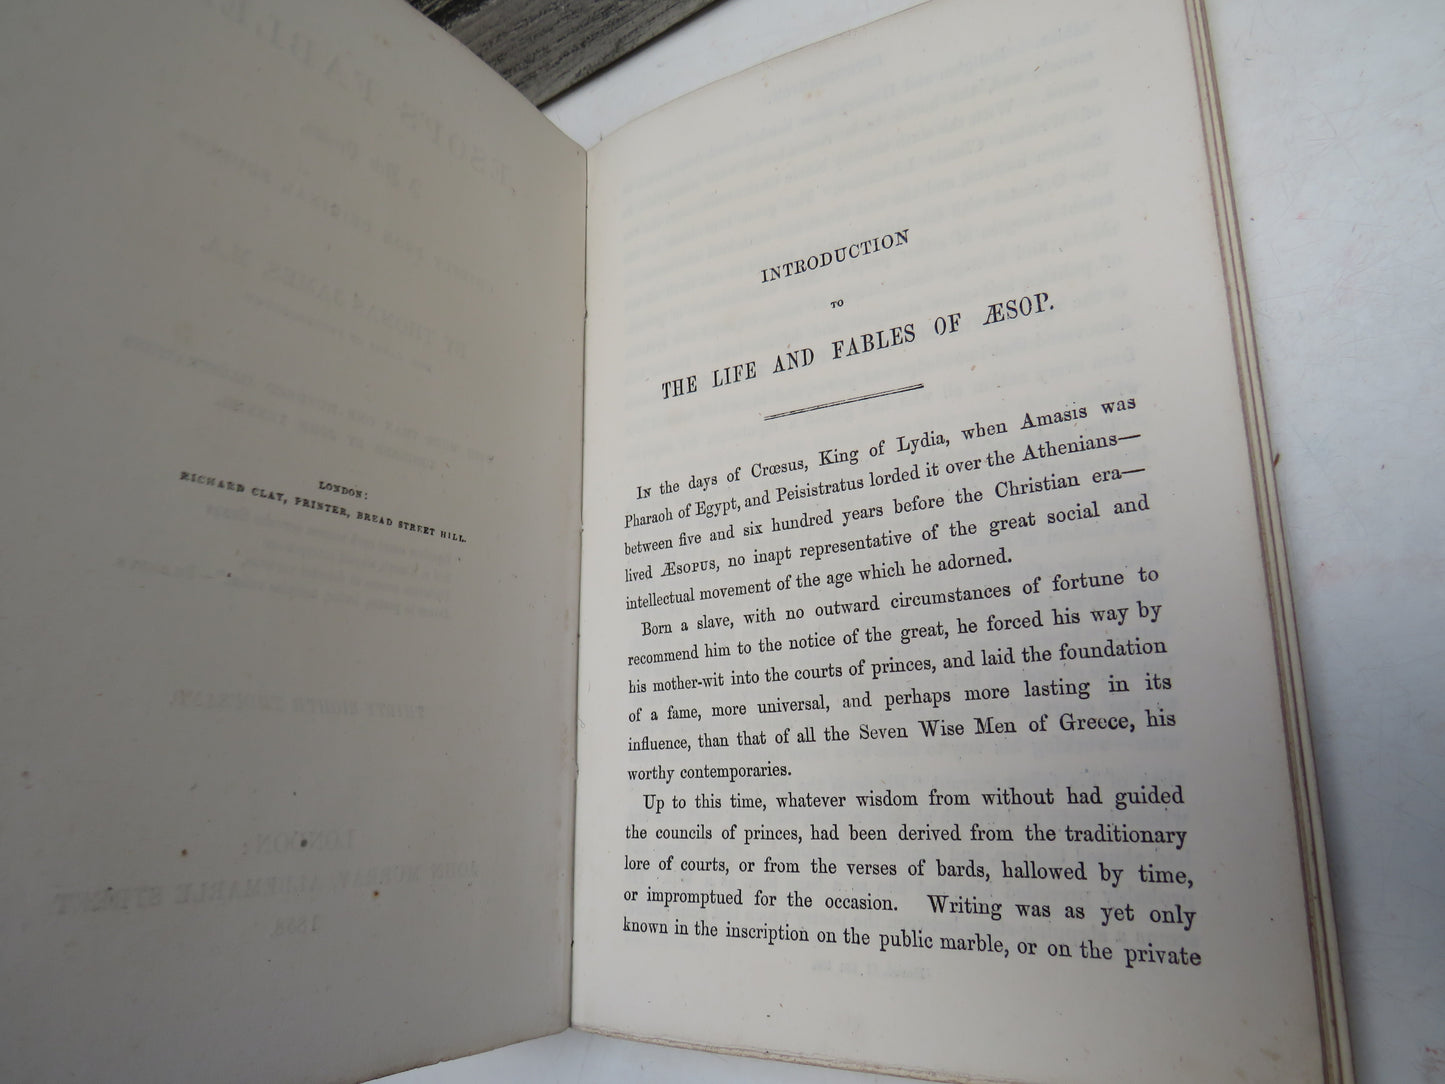 LONDON:
RICHARD CLAY, PRINTER, BREAD STREET HILL.
INTRODUCTION
TO
THE LIFE AND FABLES OF ÆSOP.
In the days of Crœsus, King of Lydia, when Amasis was
Pharaoh of Egypt, and Peisistratus lorded it over the Athenians—
between five and six hundred years before the Christian era—
lived Æsopus, no inapt representative of the great social and
intellectual movement of the age which he adorned.
Born a slave, with no outward circumstances of fortune to
recommend him to the notice of the great, he forced his way by
his mother-wit into the courts of princes, and laid the foundation
of a fame, more universal, and perhaps more lasting in its
influence, than that of all the Seven Wise Men of Greece, his
worthy contemporaries.
Up to this time, whatever wisdom from without had guided
the councils of princes, had been derived from the traditionary
lore of courts, or from the verses of bards, hallowed by time,
or impromptued for the occasion. Writing was as yet only
known in the inscription on the public marble, or on the private